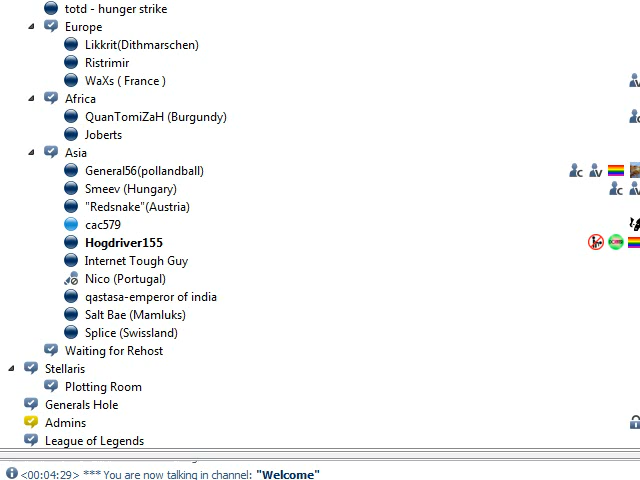 totd - hunger strike
Europe
Likkrit(Dithmarschen)
Ristrimir
WaXs ( France )
Africa
QuanTomiZaH (Burgundy)
Joberts
Asia
General56(pollandball)
Smeev (Hungary)
"Redsnake"(Austria)
cac579
Hogdriver155
Internet Tough Guy
Nico (Portugal)
qastasa-emperor of india
Salt Bae (Mamluks)
Splice (Swissland)
Waiting for Rehost
Stellaris
Plotting Room
Generals Hole
Admins
League of Legends
<00:04:29> *** You are now talking in channel: "Welcome"